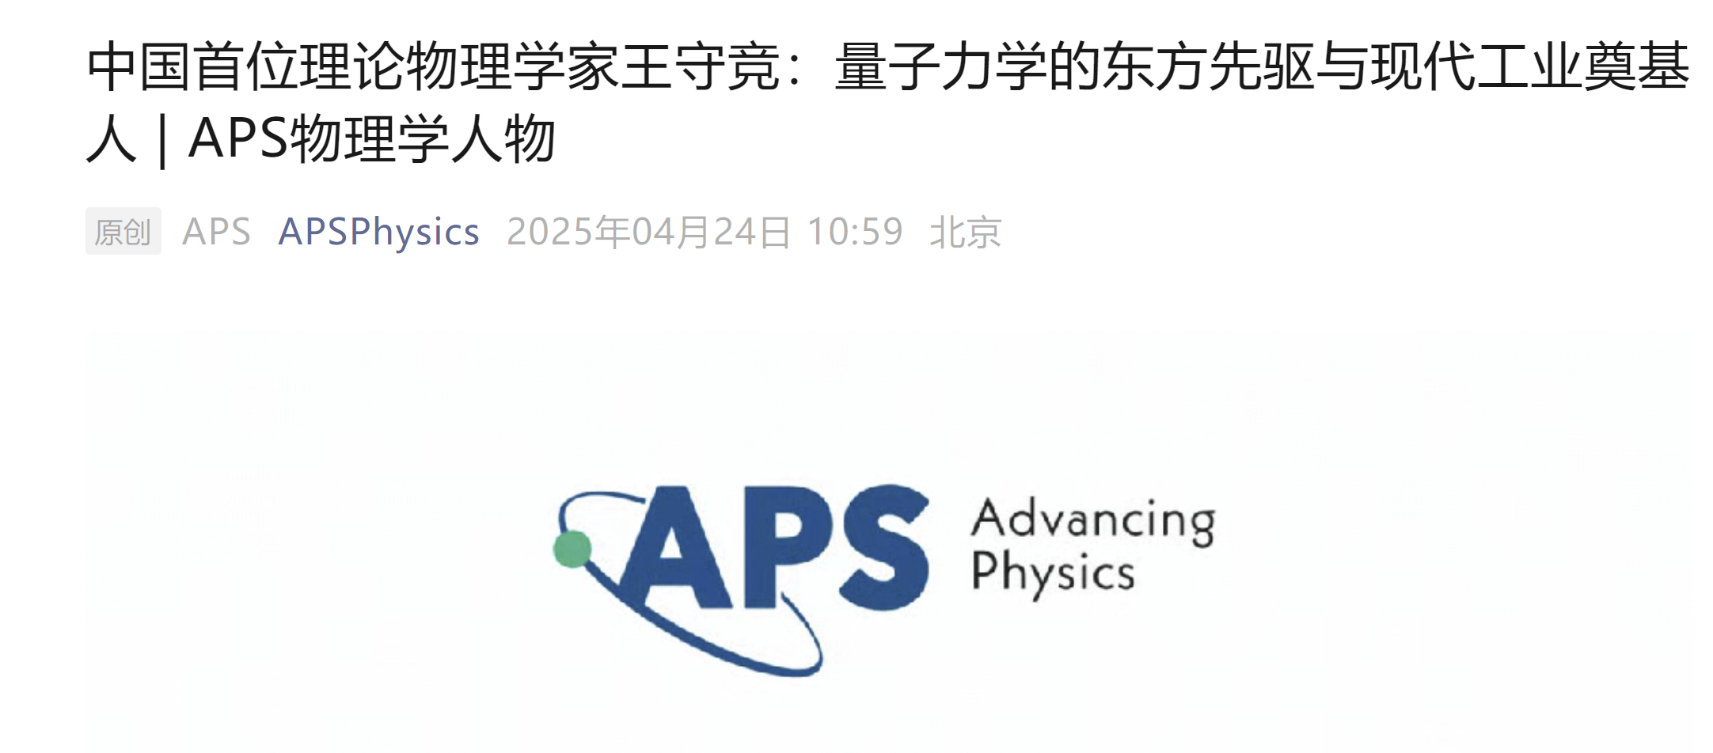 中国首位理论物理学家王守竞：量子力学的东方先驱与现代工业奠基
人 | APS物理学人物
原创 APS APSPhysics 2025年04月24日 10:59 北京
APS Advancing
Physics